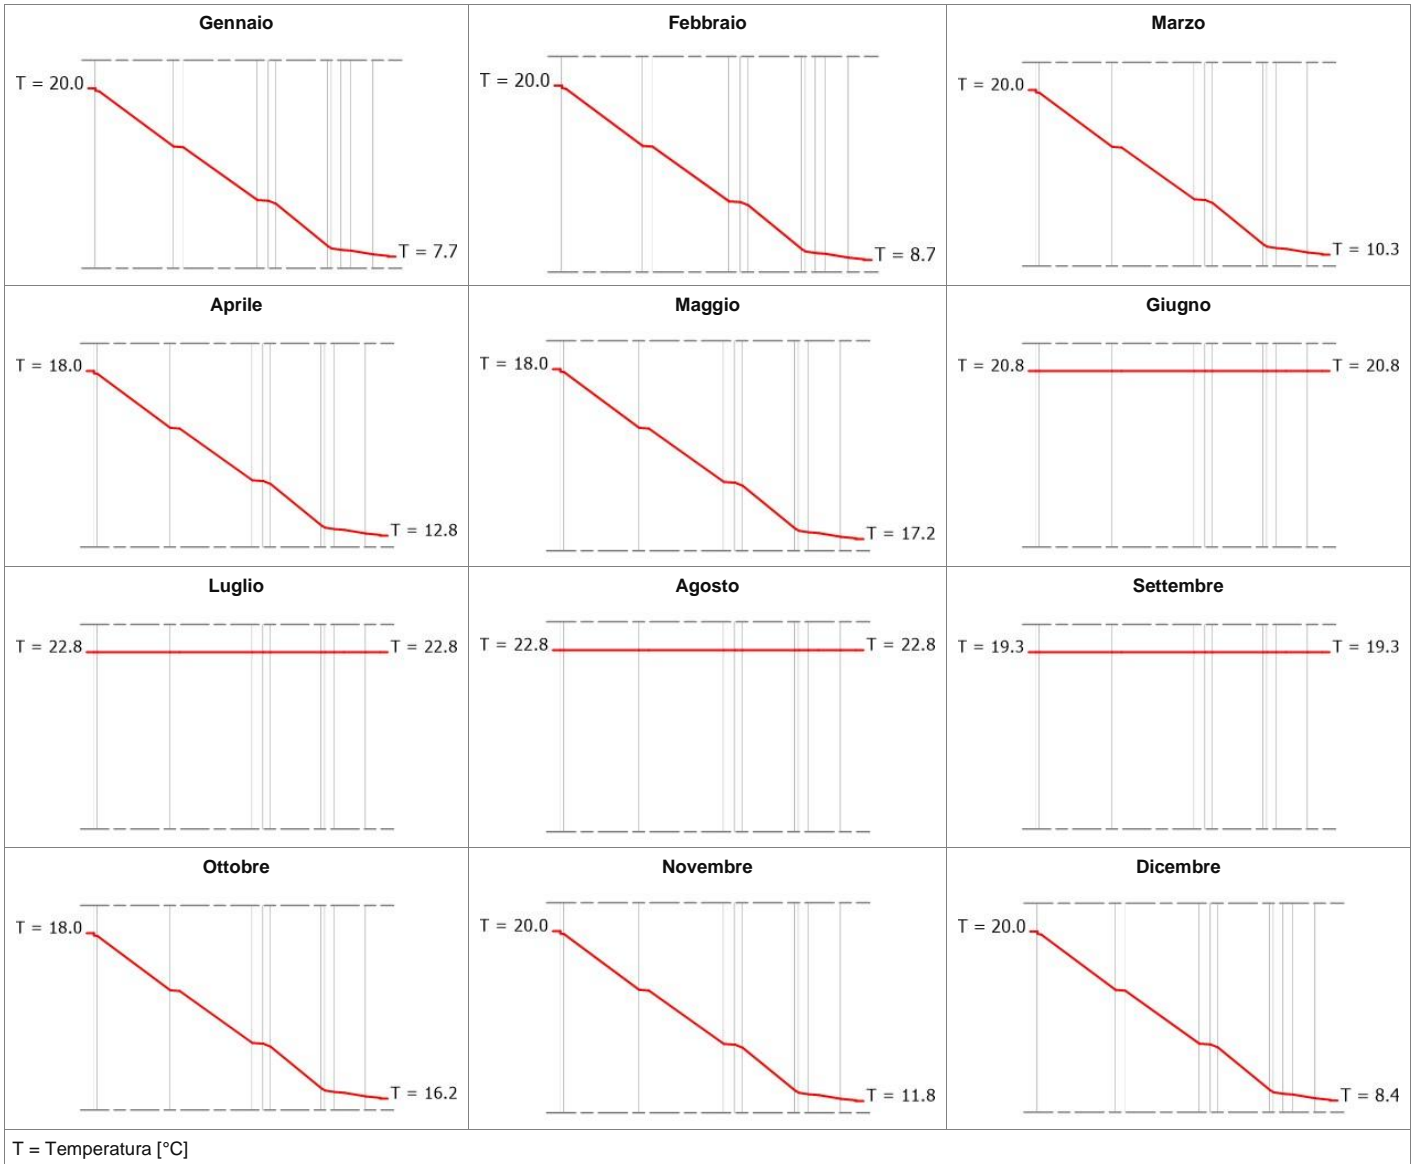 Gennaio
T = 20.0
T = 7.7
Febbraio
T = 20.0
T = 8.7
Marzo
T = 20.0
T = 10.3
Aprile
T = 18.0
T = 12.8
Maggio
T = 18.0
T = 17.2
Giugno
T = 20.8
T = 20.8
Luglio
T = 22.8
T = 22.8
Agosto
T = 22.8
T = 22.8
Settembre
T = 19.3
T = 19.3
Ottobre
T = 18.0
T = 16.2
Novembre
T = 20.0
T = 11.8
Dicembre
T = 20.0
T = 8.4
T = Temperatura [°C]